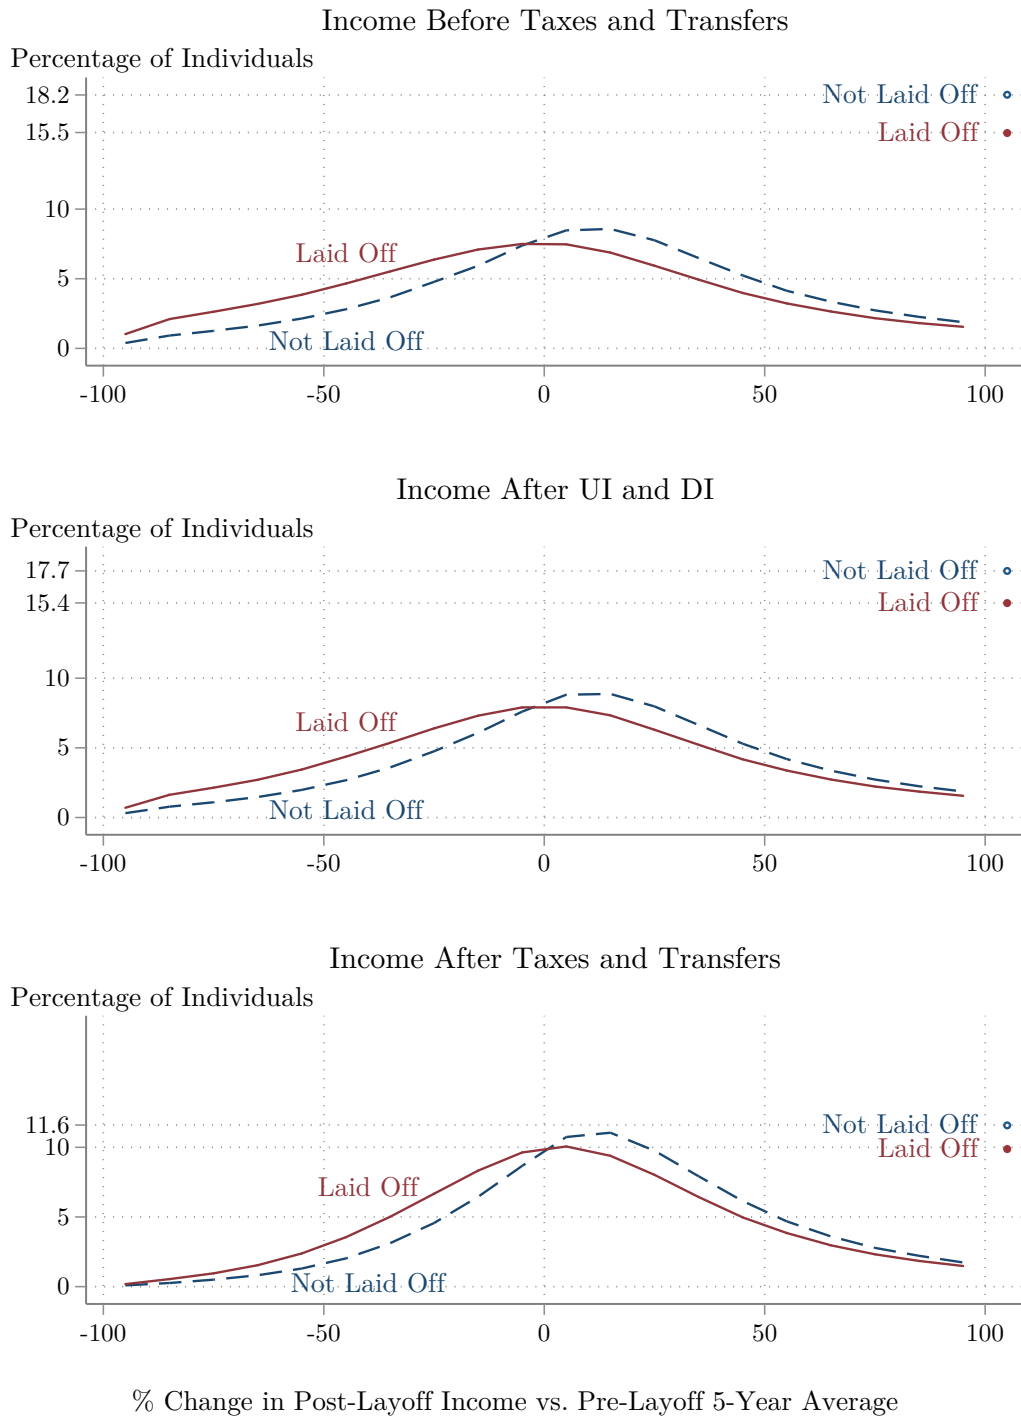 Income Before Taxes and Transfers
Percentage of Individuals
18.2
Not Laid Off
15.5
Laid Off
10
Laid Off
5
Not Laid Off
0
-100 -50 0 50 100
Income After UI and DI
Percentage of Individuals
17.7
Not Laid Off
15.4
Laid Off
10
Laid Off
5
Not Laid Off
0
-100 -50 0 50 100
Income After Taxes and Transfers
Percentage of Individuals
11.6
Not Laid Off
10
Laid Off
Laid Off
5
Not Laid Off
0
-100 -50 0 50 100
% Change in Post-Layoff Income vs. Pre-Layoff 5-Year Average